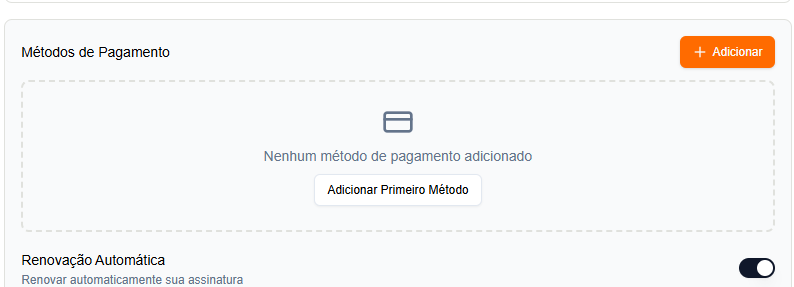 Métodos de Pagamento
+ Adicionar
Nenhum método de pagamento adicionado
Adicionar Primeiro Método
Renovação Automática
Renovar automaticamente sua assinatura